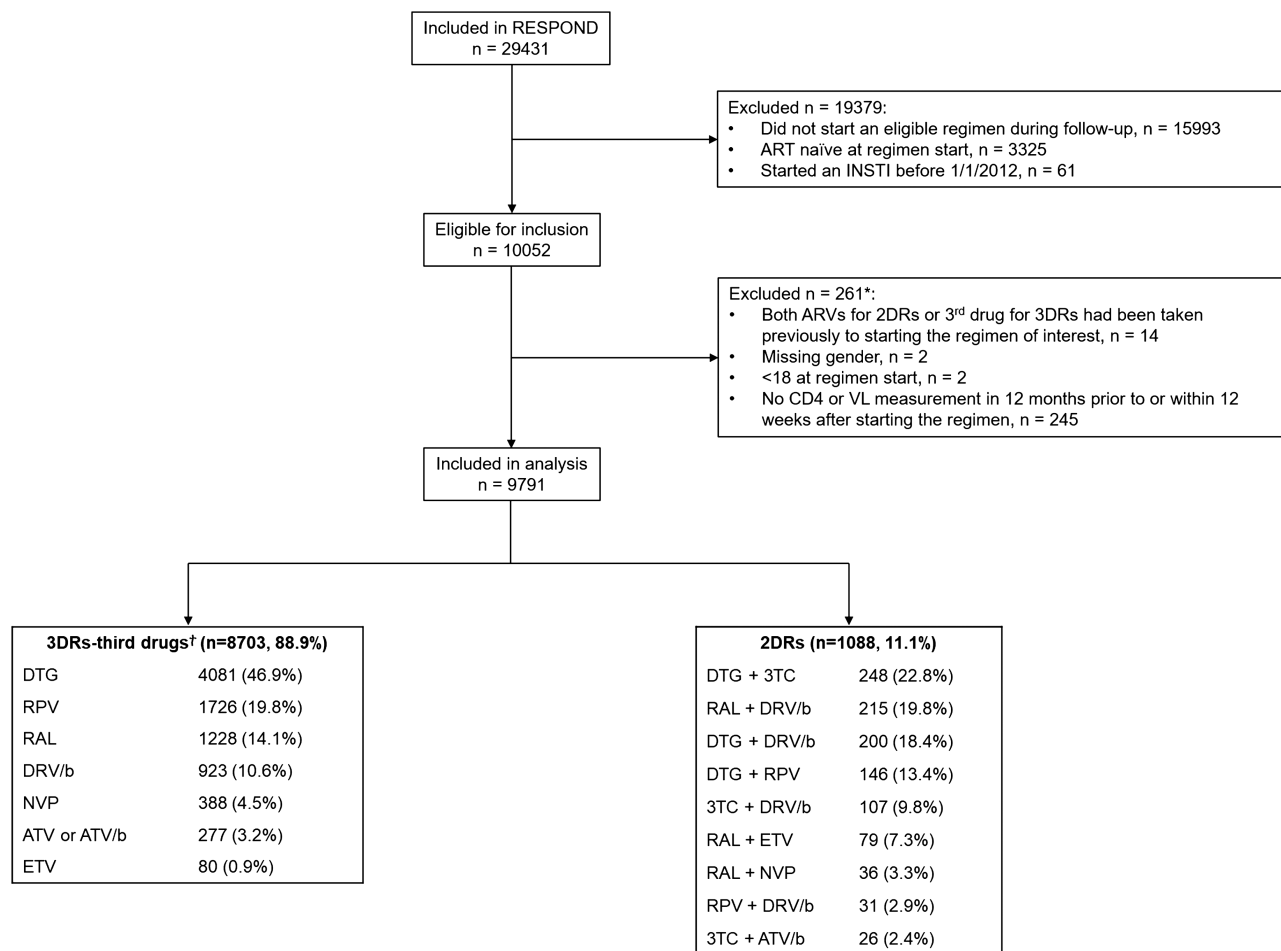 Included in RESPOND
n = 29431
Excluded n = 19379:
• Did not start an eligible regimen during follow-up, n = 15993
• ART naïve at regimen start, n = 3325
• Started an INSTI before 1/1/2012, n = 61
Eligible for inclusion
n = 10052
Excluded n = 261*:
• Both ARVs for 2DRs or 3rd drug for 3DRs had been taken
previously to starting the regimen of interest, n = 14
• Missing gender, n = 2
• <18 at regimen start, n = 2
• No CD4 or VL measurement in 12 months prior to or within 12
weeks after starting the regimen, n = 245
Included in analysis
n = 9791
3DRs-third drugs† (n=8703, 88.9%)
DTG 4081 (46.9%)
RPV 1726 (19.8%)
RAL 1228 (14.1%)
DRV/b 923 (10.6%)
NVP 388 (4.5%)
ATV or ATV/b 277 (3.2%)
ETV 80 (0.9%)
2DRs (n=1088, 11.1%)
DTG + 3TC 248 (22.8%)
RAL + DRV/b 215 (19.8%)
DTG + DRV/b 200 (18.4%)
DTG + RPV 146 (13.4%)
3TC + DRV/b 107 (9.8%)
RAL + ETV 79 (7.3%)
RAL + NVP 36 (3.3%)
RPV + DRV/b 31 (2.9%)
3TC + ATV/b 26 (2.4%)